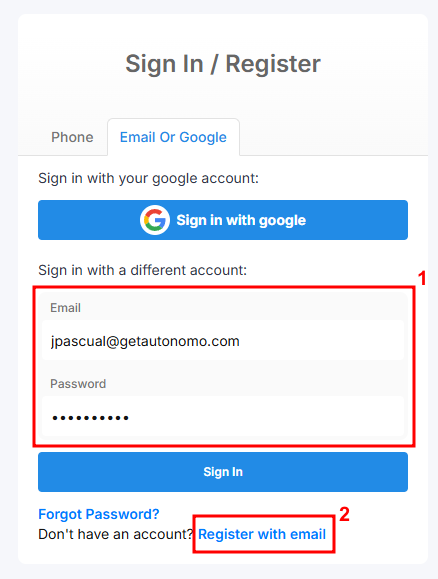 Sign In / Register
Phone Email Or Google
Sign in with your google account:
Sign in with google
Sign in with a different account:
1
Email
jpascual@getautonomo.com
Password
••••••••••
Sign In
Forgot Password?
2
Don't have an account? Register with email